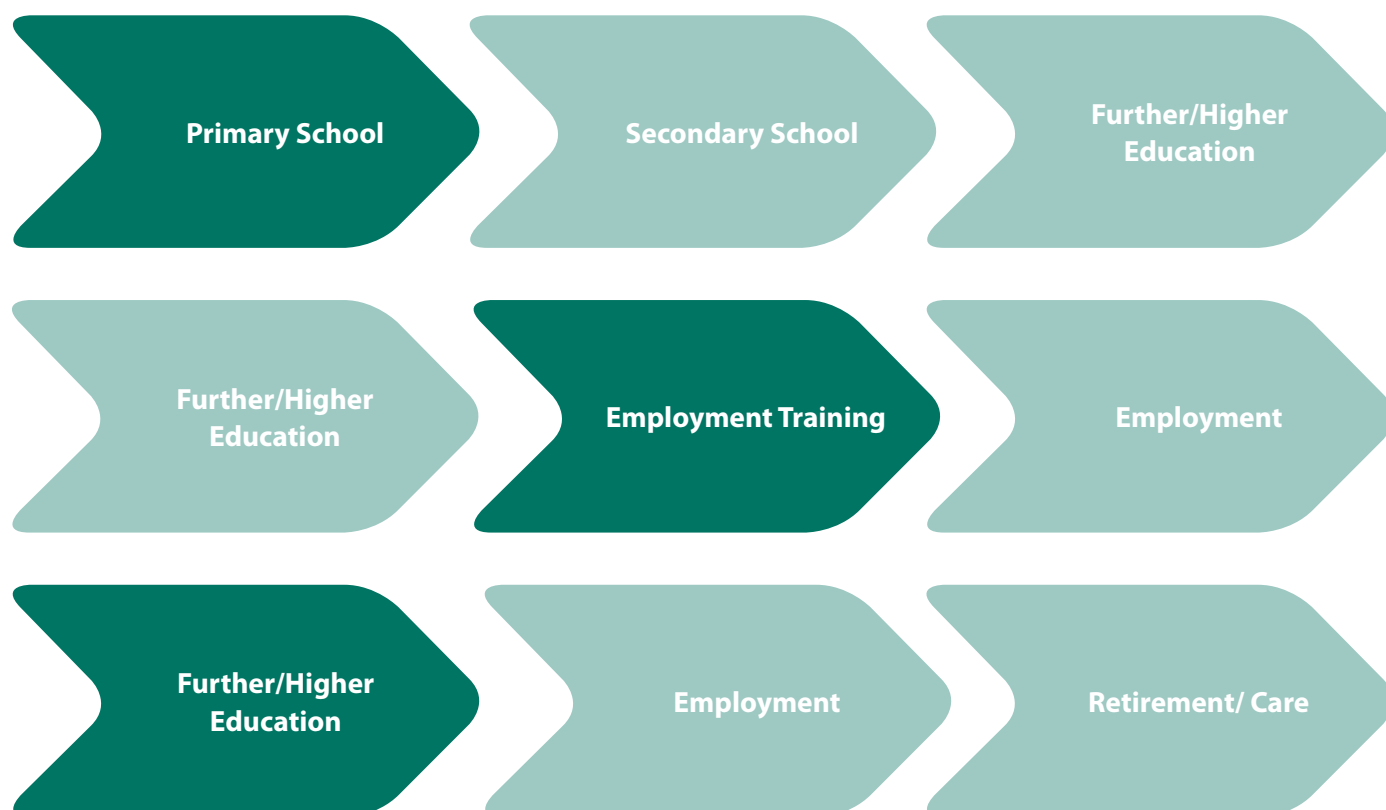 Primary School
Secondary School
Further/Higher
Education
Further/Higher
Education
Employment Training
Employment
Further/Higher
Education
Employment
Retirement/ Care